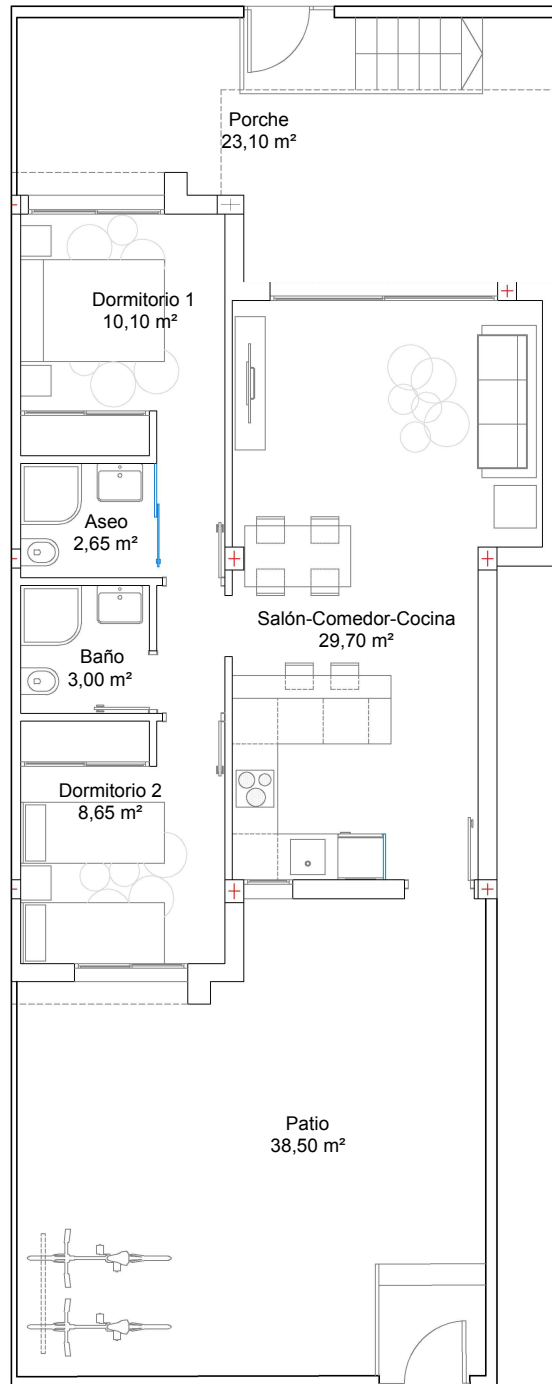 Porche
23,10 m²
Dormitorio 1
10,10 m²
Aseo
2,65 m²
Salón-Comedor-Cocina
29,70 m²
Baño
3,00 m²
Dormitorio 2
8,65 m²
Patio
38,50 m²